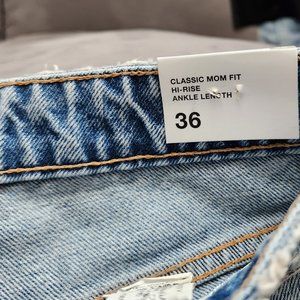 CLASSIC MOM FIT
HI-RISE
ANKLE LENGTH
36